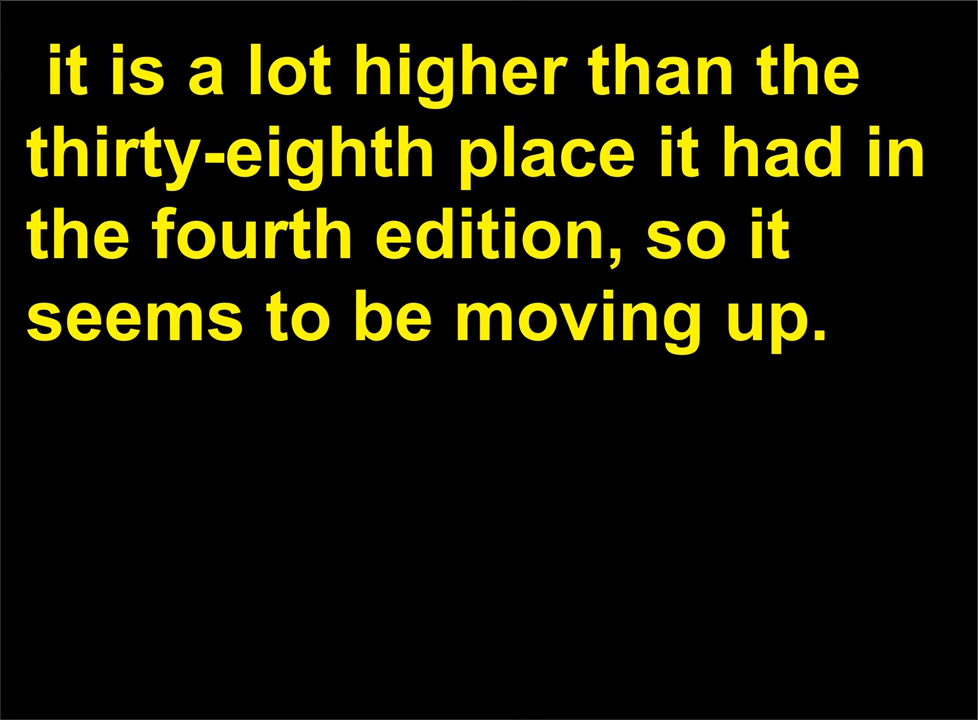 it is a lot higher than the
thirty-eighth place it had in
the fourth edition, so it
seems to be moving up.